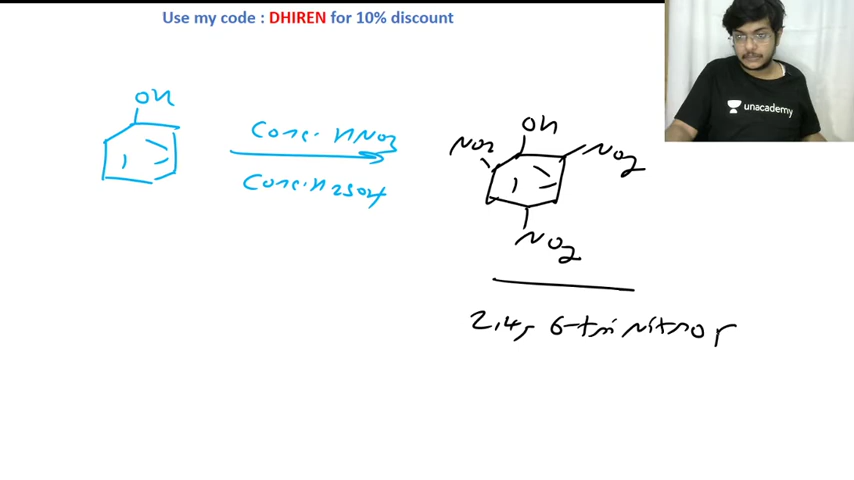 Use my code : DHIREN for 10% discount
unacademy
OH
Conc. HNO3
Conc. H2SO4
OH
NO2
NO2
NO2
2,4, 6-trinitro r